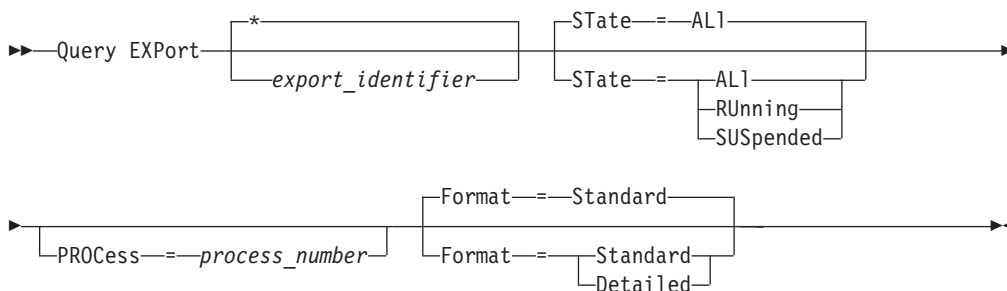 * STate = ALl
Query EXPort
export_identifier STate = ALl
RUnning
SUSpended
Format = Standard
PROCess = process_number Format = Standard
Detailed